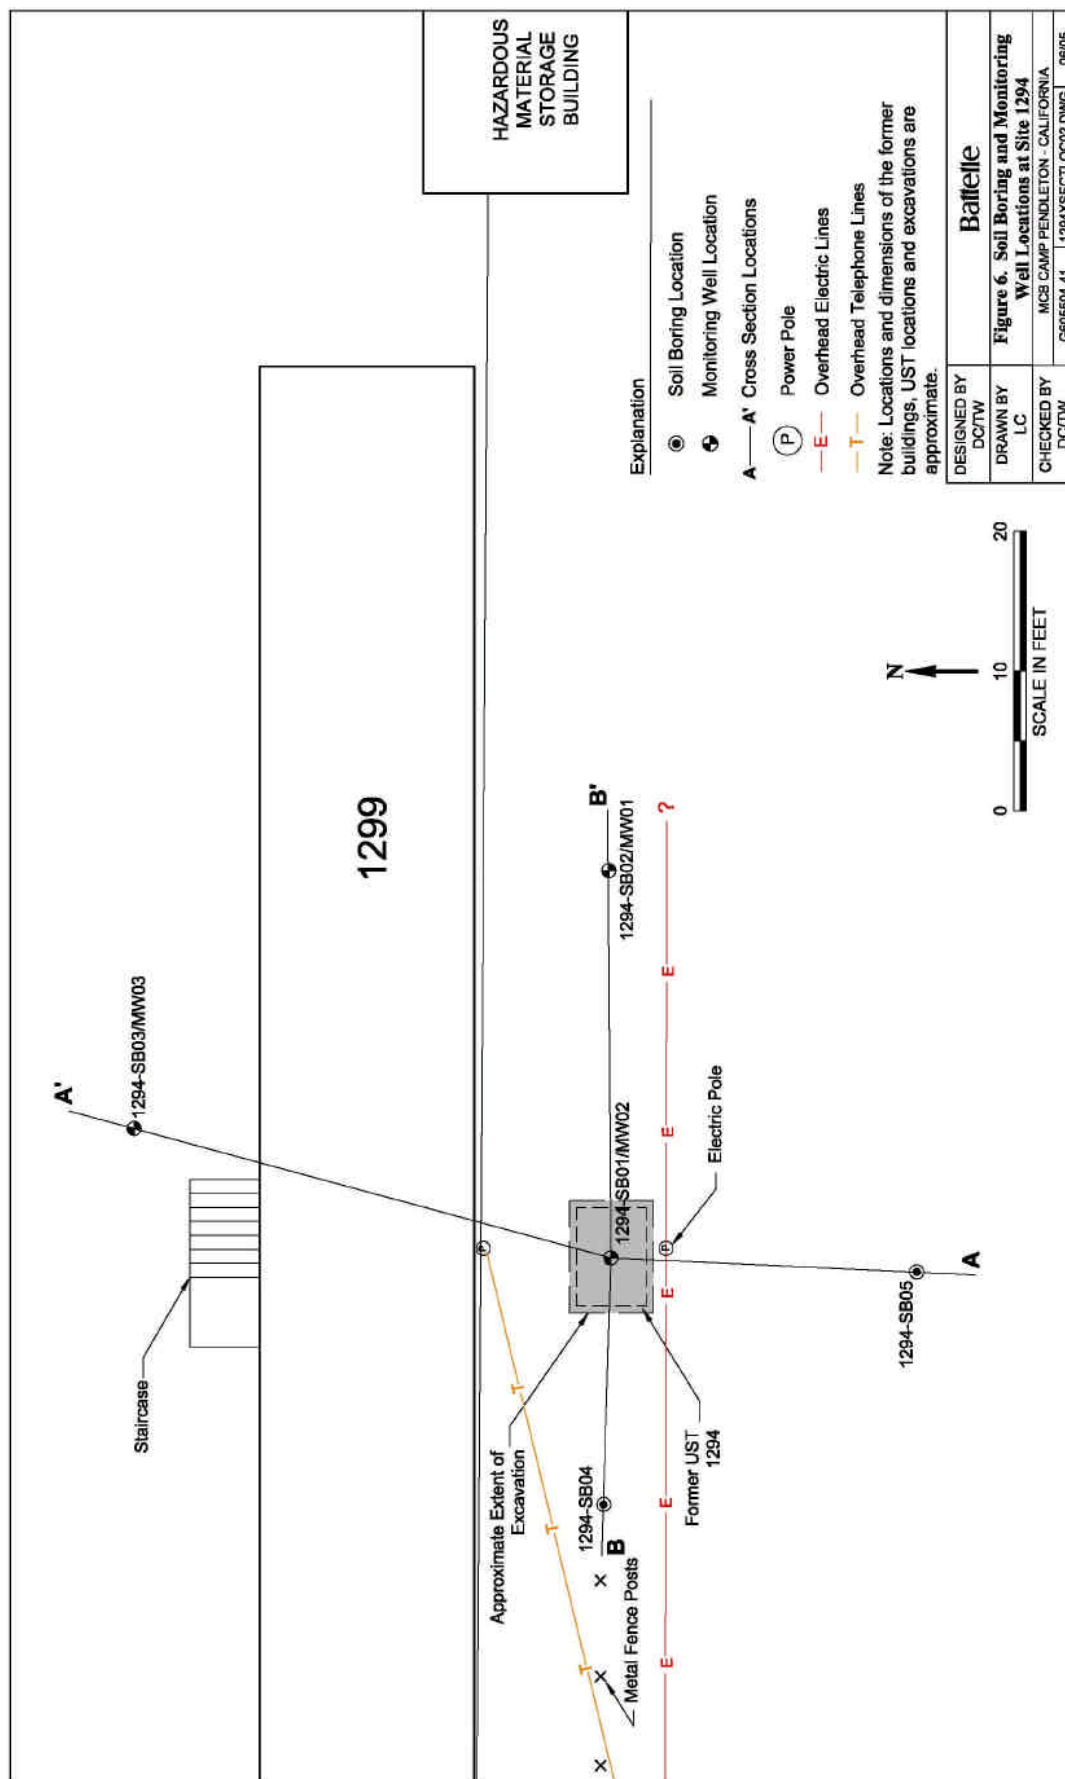 HAZARDOUS
MATERIAL
STORAGE
BUILDING
A'
1294-SB03/MW03
Staircase
1299
P
T
T
T
Approximate Extent of
Excavation
1294-SB04
B
1294-SB01/MW02
B'
1294-SB02/MW01
Metal Fence Posts
E
E
E
P
E
E
?
Former UST
1294
Electric Pole
1294-SB05
A
N
0
10
20
SCALE IN FEET
Explanation
Soil Boring Location
Monitoring Well Location
A A' Cross Section Locations
P Power Pole
E Overhead Electric Lines
T Overhead Telephone Lines
Note: Locations and dimensions of the former
buildings, UST locations and excavations are
approximate.
DESIGNED BY
DC/TW
Battelle
DRAWN BY
LC
Figure 6. Soil Boring and Monitoring
Well Locations at Site 1294
CHECKED BY
DC/TW
MCB CAMP PENDLETON - CALIFORNIA